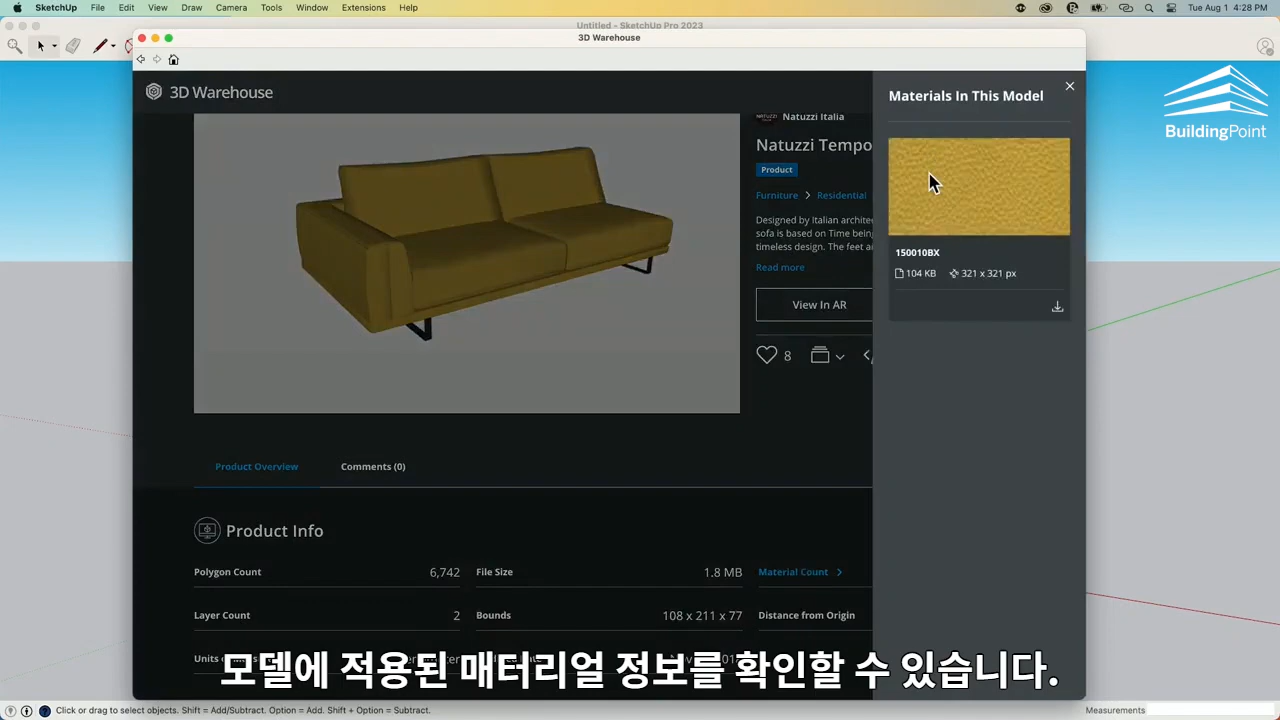 SketchUp File Edit View Draw Camera Tools Window Extensions Help Tue Aug 1 4:28 PM
Untitled - SketchUp Pro 2023
3D Warehouse
3D Warehouse
Materials In This Model
BuildingPoint
Natuzzi Italia
Natuzzi Tempo
Product
Furniture > Residential
Designed by Italian archite
sofa is based on Time being
timeless design. The feet a
Read more
150010BX
104 KB 321 x 321 px
View In AR
8
Product Overview Comments (0)
Product Info
Polygon Count 6,742 File Size 1.8 MB Material Count >
Layer Count 2 Bounds 108 x 211 x 77 Distance from Origin
모델에 적용된 매터리얼 정보를 확인할 수 있습니다.
Click or drag to select objects. Shift = Add/Subtract. Option = Add. Shift + Option = Subtract. Measurements